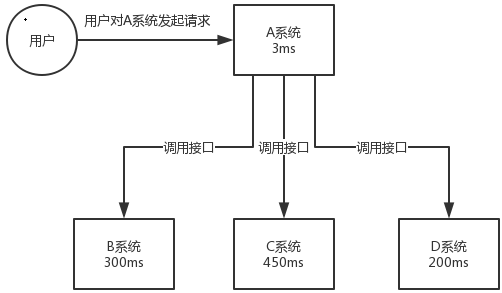 用户对A系统发起请求
用户
A系统
3ms
调用接口
调用接口
调用接口
B系统
300ms
C系统
450ms
D系统
200ms